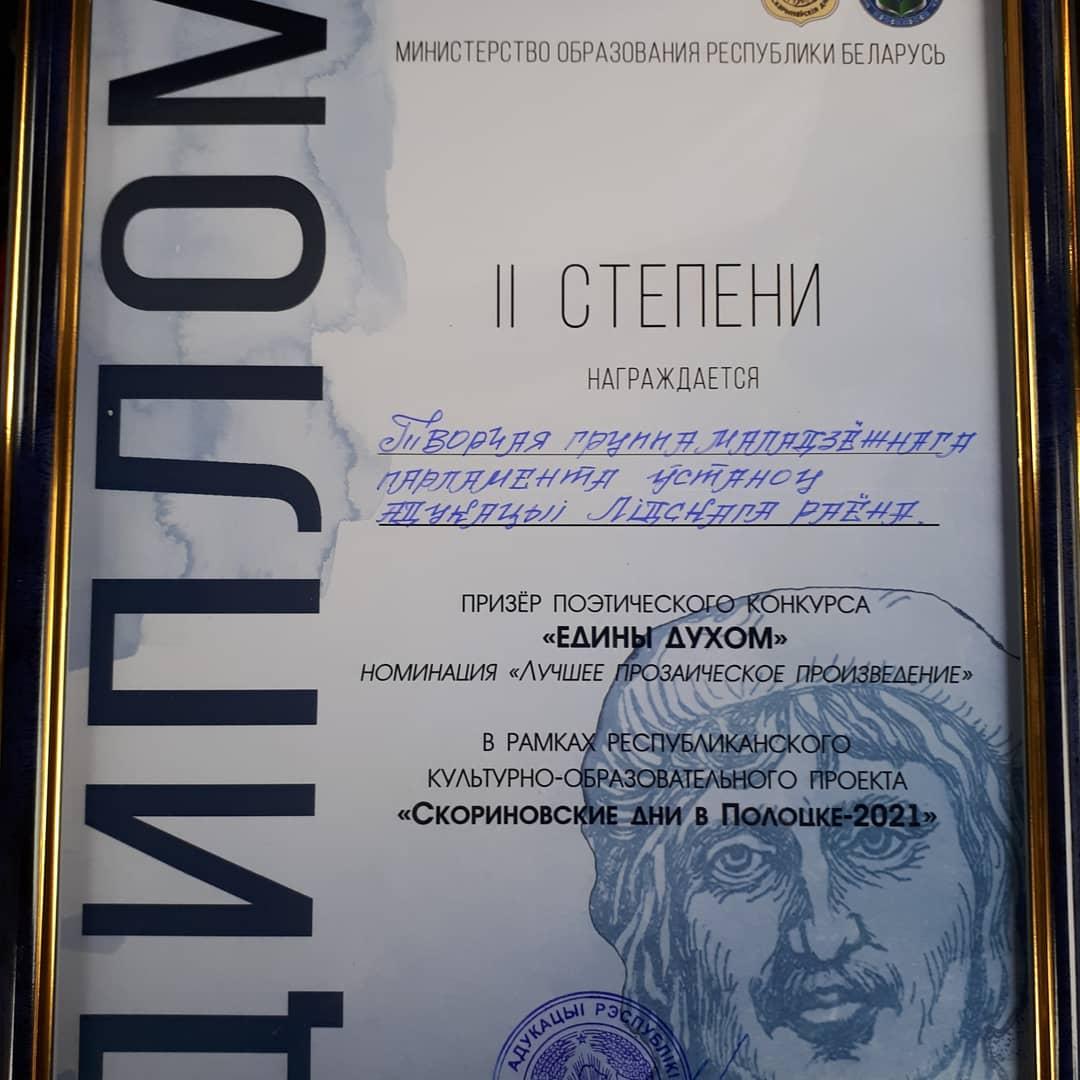 ДИПЛОМ
МИНИСТЕРСТВО ОБРАЗОВАНИЯ РЕСПУБЛИКИ БЕЛАРУСЬ
II СТЕПЕНИ
НАГРАЖДАЕТСЯ
Творчая группа маладзёжнага
парламента ўстаноў
адукацыі Лідскага раёна.
ПРИЗЁР ПОЭТИЧЕСКОГО КОНКУРСА
«ЕДИНЫ ДУХОМ»
НОМИНАЦИЯ «ЛУЧШЕЕ ПРОЗАИЧЕСКОЕ ПРОИЗВЕДЕНИЕ»
В РАМКАХ РЕСПУБЛИКАНСКОГО
КУЛЬТУРНО-ОБРАЗОВАТЕЛЬНОГО ПРОЕКТА
«СКОРИНОВСКИЕ ДНИ В ПОЛОЦКЕ-2021»
АДУКАЦЫІ РЭСПУБЛІКІ